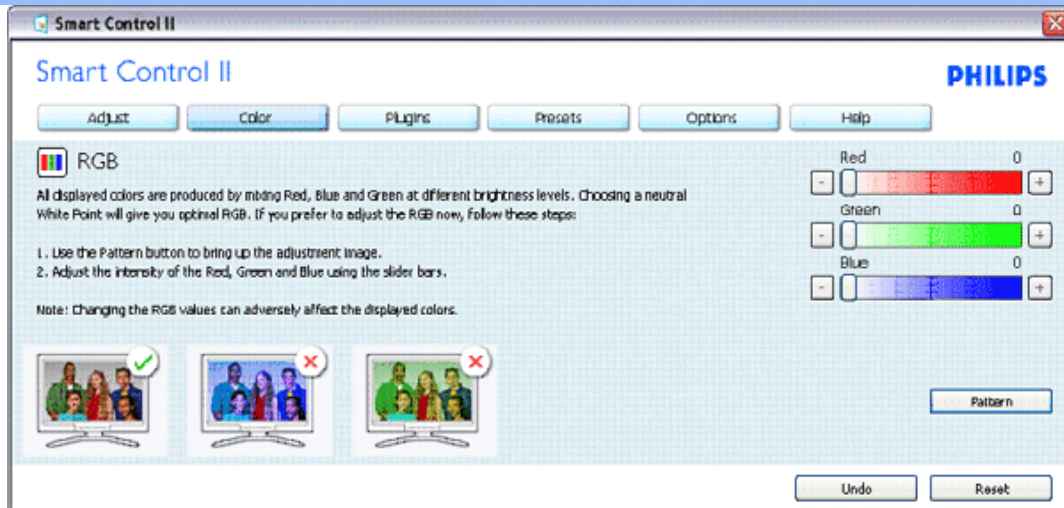 Smart Control II
Smart Control II
PHILIPS
Adjust Color Plugins Presets Options Help
RGB
All displayed colors are produced by mixing Red, Blue and Green at different brightness levels. Choosing a neutral
White Point will give you optimal RGB. If you prefer to adjust the RGB now, follow these steps:
1. Use the Pattern button to bring up the adjustment image.
2. Adjust the intensity of the Red, Green and Blue using the slider bars.
Note: Changing the RGB values can adversely affect the displayed colors.
Red 0
- +
Green 0
- +
Blue 0
- +
Pattern
Undo Reset